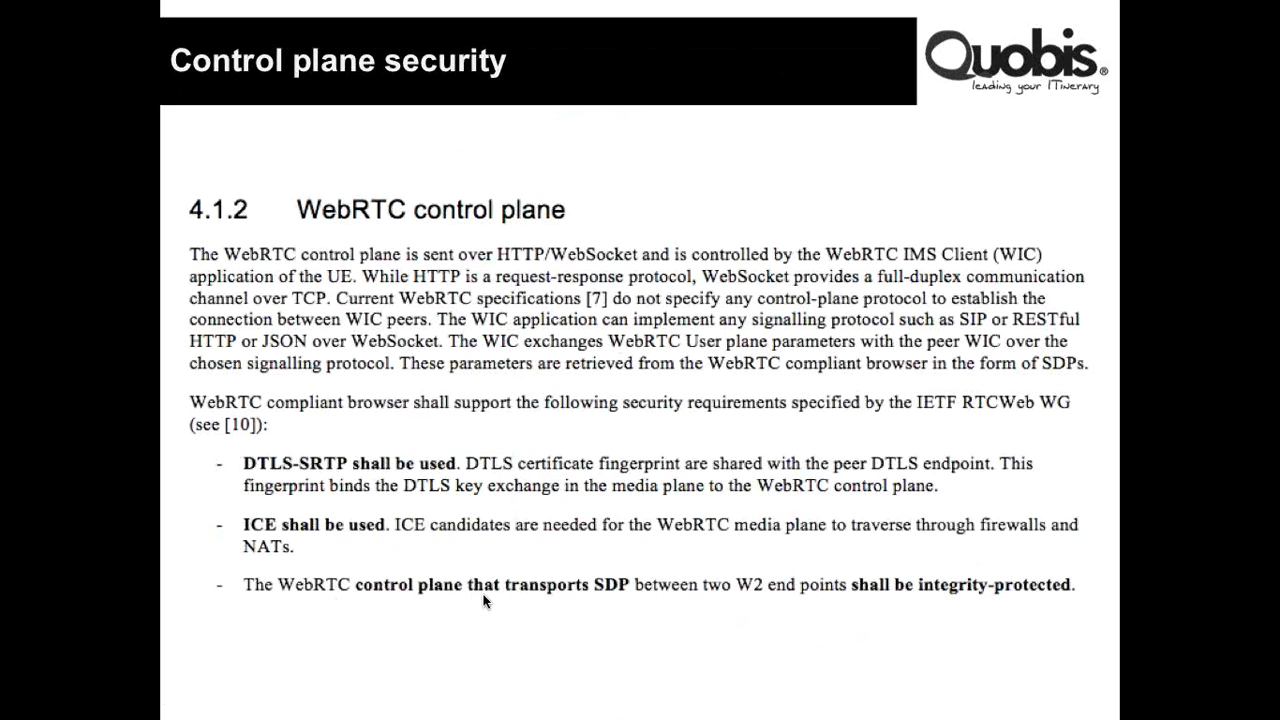 Control plane security
Quobis®
leading your ITinerary
4.1.2 WebRTC control plane
The WebRTC control plane is sent over HTTP/WebSocket and is controlled by the WebRTC IMS Client (WIC)
application of the UE. While HTTP is a request-response protocol, WebSocket provides a full-duplex communication
channel over TCP. Current WebRTC specifications [7] do not specify any control-plane protocol to establish the
connection between WIC peers. The WIC application can implement any signalling protocol such as SIP or RESTful
HTTP or JSON over WebSocket. The WIC exchanges WebRTC User plane parameters with the peer WIC over the
chosen signalling protocol. These parameters are retrieved from the WebRTC compliant browser in the form of SDPs.
WebRTC compliant browser shall support the following security requirements specified by the IETF RTCWeb WG
(see [10]):
- DTLS-SRTP shall be used. DTLS certificate fingerprint are shared with the peer DTLS endpoint. This
fingerprint binds the DTLS key exchange in the media plane to the WebRTC control plane.
- ICE shall be used. ICE candidates are needed for the WebRTC media plane to traverse through firewalls and
NATs.
- The WebRTC control plane that transports SDP between two W2 end points shall be integrity-protected.